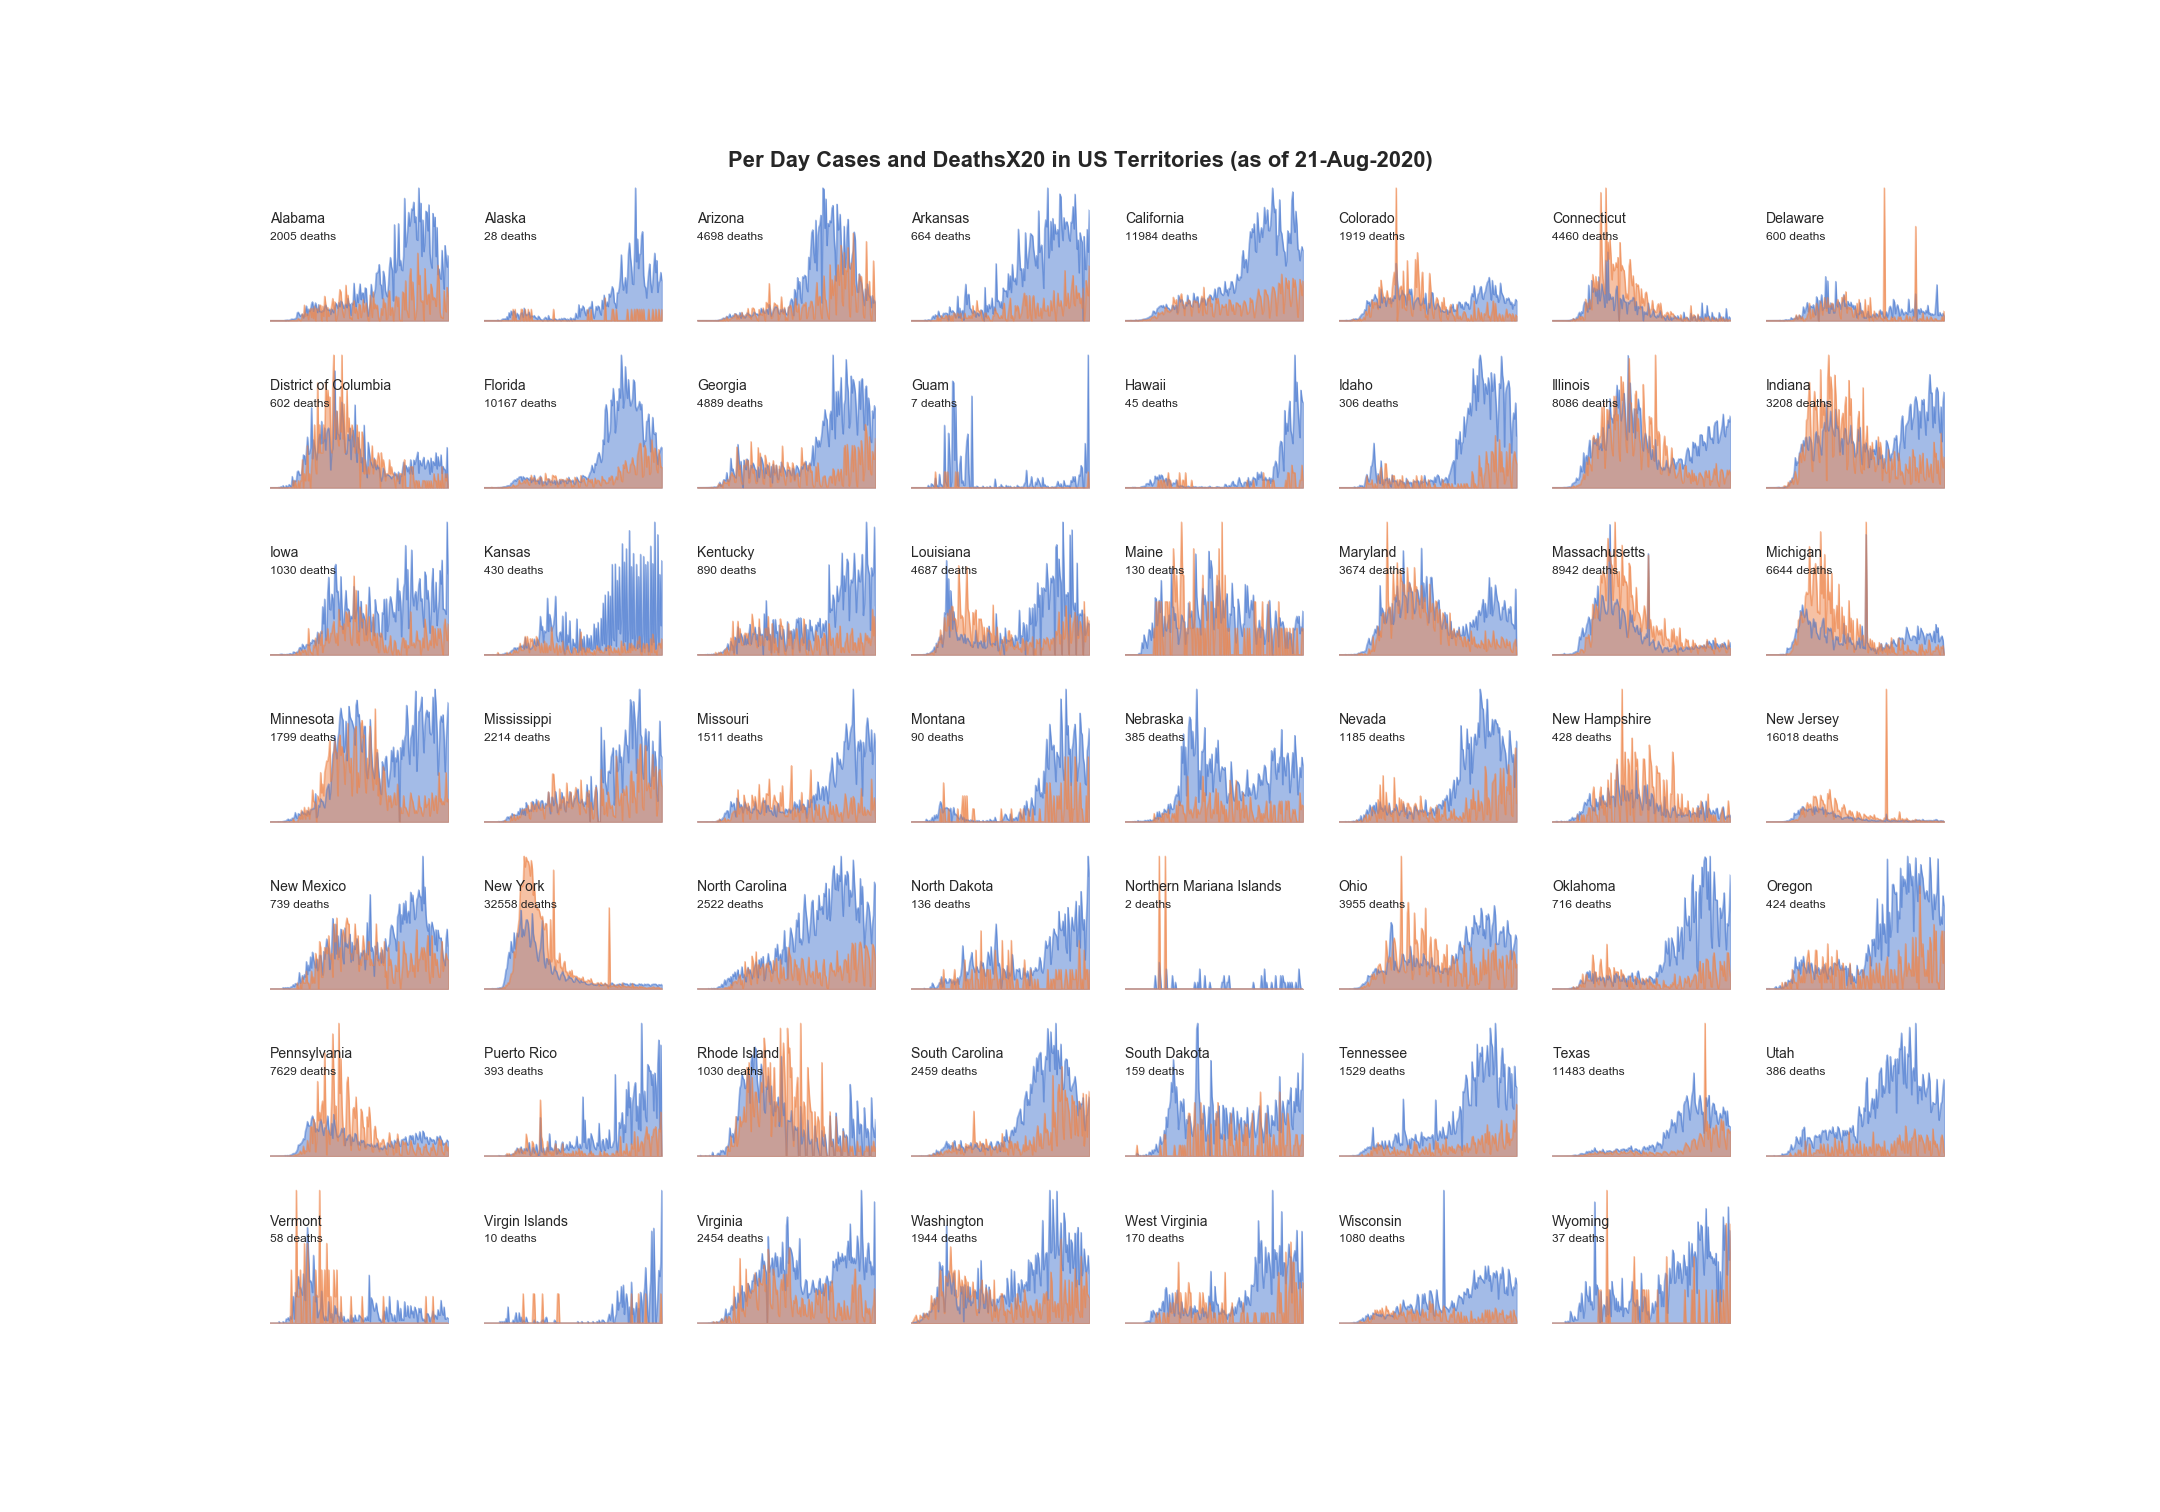 Per Day Cases and DeathsX20 in US Territories (as of 21-Aug-2020)
Alabama
2005 deaths
Alaska
28 deaths
Arizona
4698 deaths
Arkansas
664 deaths
California
11984 deaths
Colorado
1919 deaths
Connecticut
4460 deaths
Delaware
600 deaths
District of Columbia
602 deaths
Florida
10167 deaths
Georgia
4889 deaths
Guam
7 deaths
Hawaii
45 deaths
Idaho
306 deaths
Illinois
8086 deaths
Indiana
3208 deaths
Iowa
1030 deaths
Kansas
430 deaths
Kentucky
890 deaths
Louisiana
4687 deaths
Maine
130 deaths
Maryland
3674 deaths
Massachusetts
8942 deaths
Michigan
6644 deaths
Minnesota
1799 deaths
Mississippi
2214 deaths
Missouri
1511 deaths
Montana
90 deaths
Nebraska
385 deaths
Nevada
1185 deaths
New Hampshire
428 deaths
New Jersey
16018 deaths
New Mexico
739 deaths
New York
32558 deaths
North Carolina
2522 deaths
North Dakota
136 deaths
Northern Mariana Islands
2 deaths
Ohio
3955 deaths
Oklahoma
716 deaths
Oregon
424 deaths
Pennsylvania
7629 deaths
Puerto Rico
393 deaths
Rhode Island
1030 deaths
South Carolina
2459 deaths
South Dakota
159 deaths
Tennessee
1529 deaths
Texas
11483 deaths
Utah
386 deaths
Vermont
58 deaths
Virgin Islands
10 deaths
Virginia
2454 deaths
Washington
1944 deaths
West Virginia
170 deaths
Wisconsin
1080 deaths
Wyoming
37 deaths